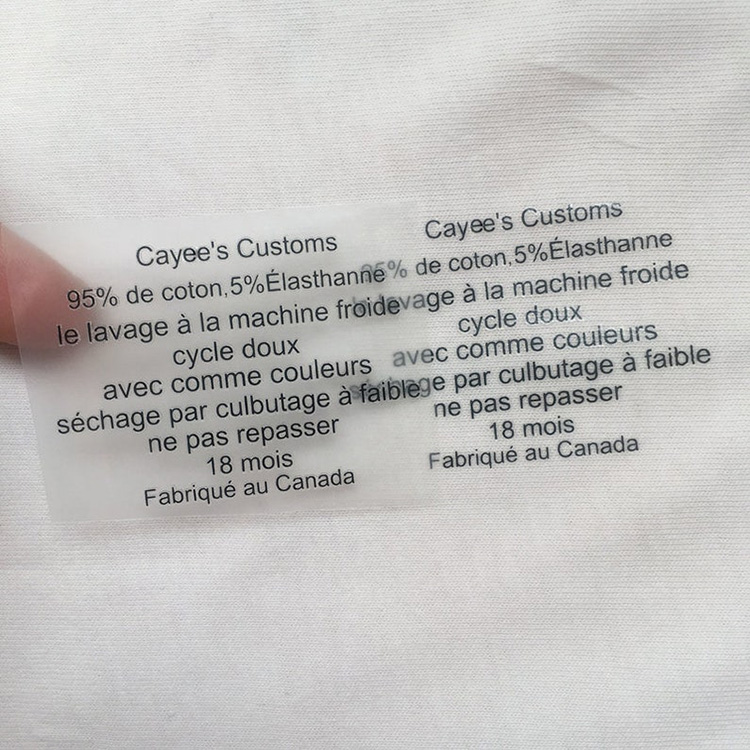 Cayee's Customs
95% de coton,5%Élasthanne
le lavage à la machine froide
cycle doux
avec comme couleurs
séchage par culbutage à faible
ne pas repasser
18 mois
Fabriqué au Canada
Cayee's Customs
% de coton,5%Élasthanne
lavage à la machine froide
cycle doux
avec comme couleurs
séchage par culbutage à faible
ne pas repasser
18 mois
Fabriqué au Canada